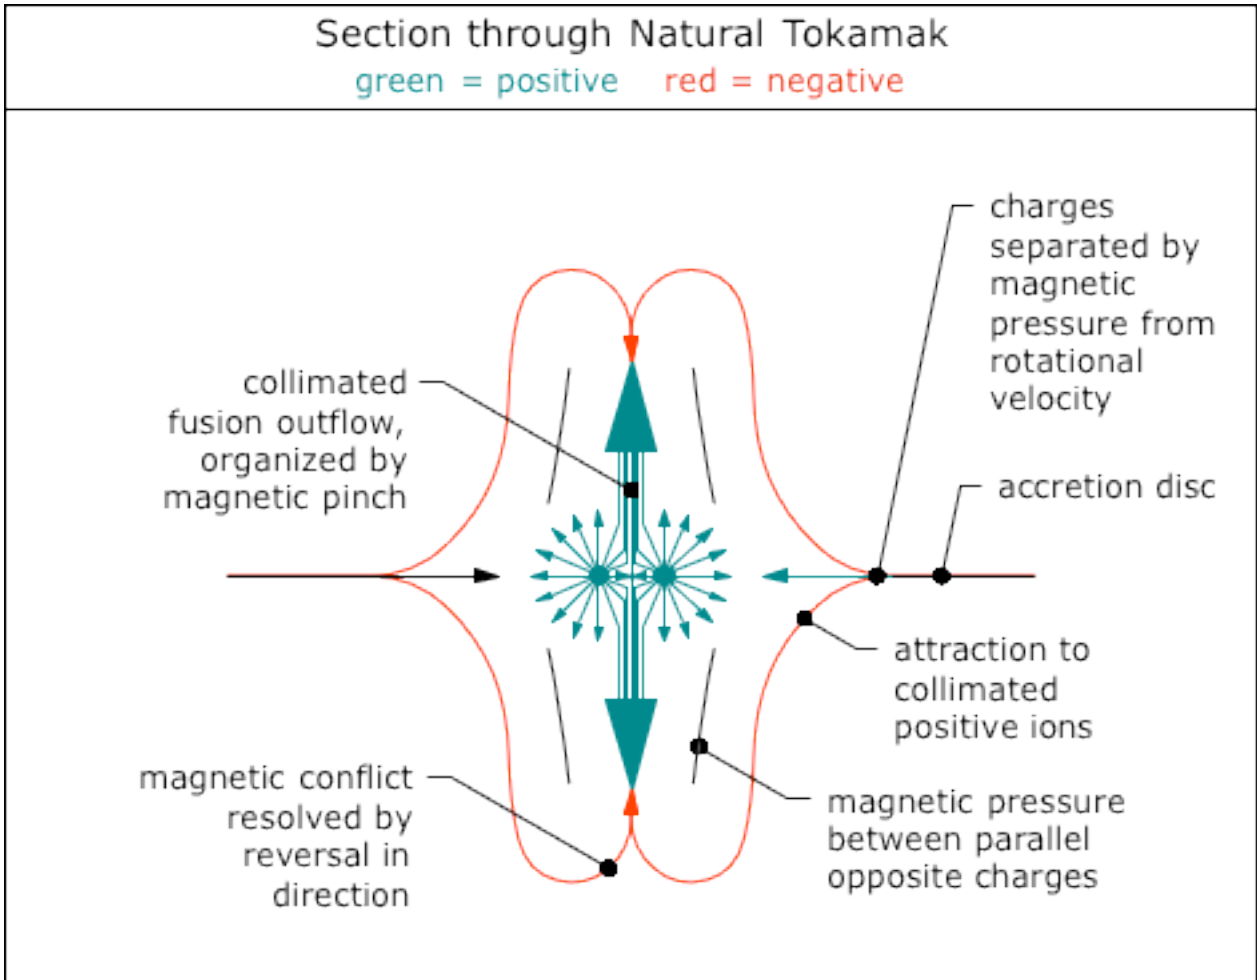 Section through Natural Tokamak
green = positive red = negative
charges
separated by
magnetic
pressure from
rotational
velocity
collimated
fusion outflow,
organized by
magnetic pinch
accretion disc
attraction to
collimated
positive ions
magnetic conflict
resolved by
reversal in
direction
magnetic pressure
between parallel
opposite charges